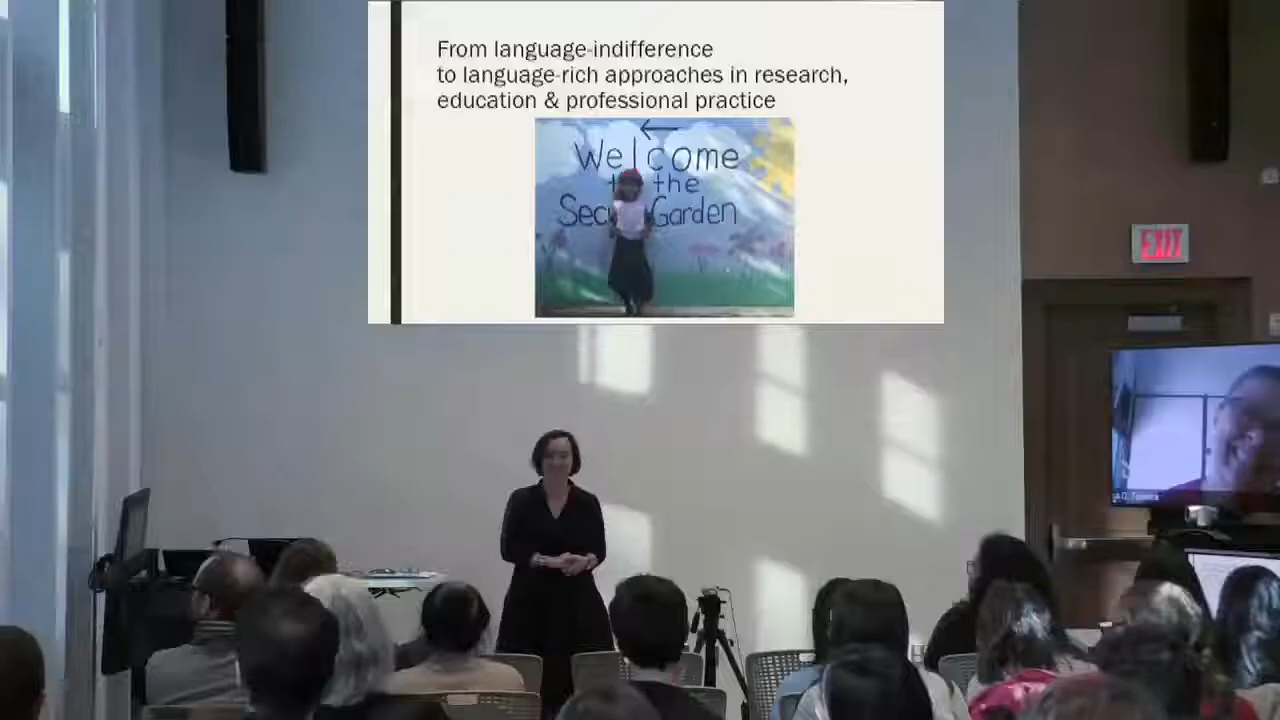 From language-indifference
to language-rich approaches in research,
education & professional practice
Welcome
the
Garden
EXIT